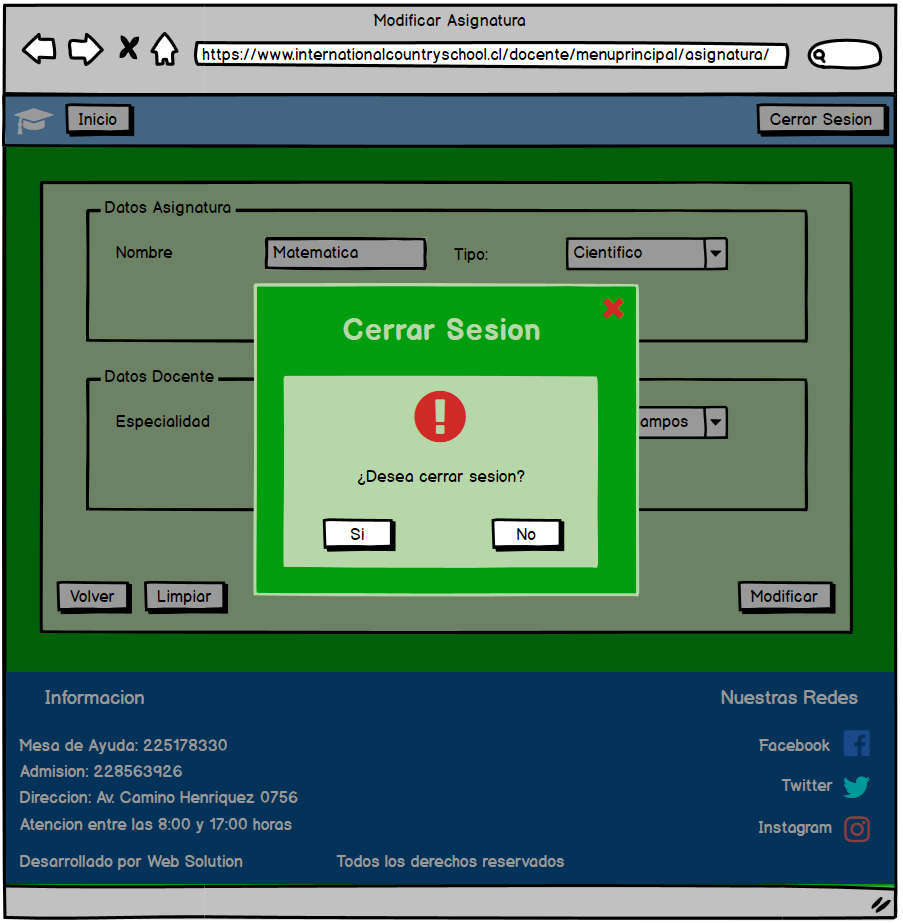 Modificar Asignatura
https://www.internationalcountryschool.cl/docente/menuprincipal/asignatura/
Inicio
Cerrar Sesion
Datos Asignatura
Nombre
Matematica
Tipo:
Cientifico
Cerrar Sesion
Datos Docente
Especialidad
ampos
¿Desea cerrar sesion?
Si
No
Volver
Limpiar
Modificar
Informacion
Nuestras Redes
Mesa de Ayuda: 225178330
Facebook
Admision: 228563926
Twitter
Direccion: Av. Camino Henriquez 0756
Atencion entre las 8:00 y 17:00 horas
Instagram
Desarrollado por Web Solution
Todos los derechos reservados